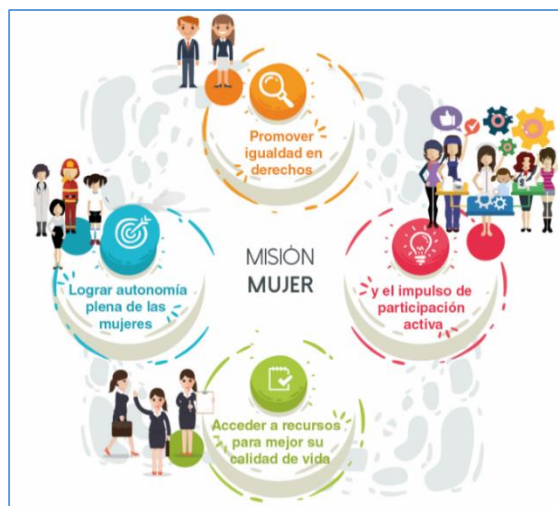 Promover
igualdad en
derechos
MISIÓN
MUJER
Lograr autonomía
plena de las
mujeres
y el impulso de
participación
activa
Acceder a recursos
para mejor su
calidad de vida